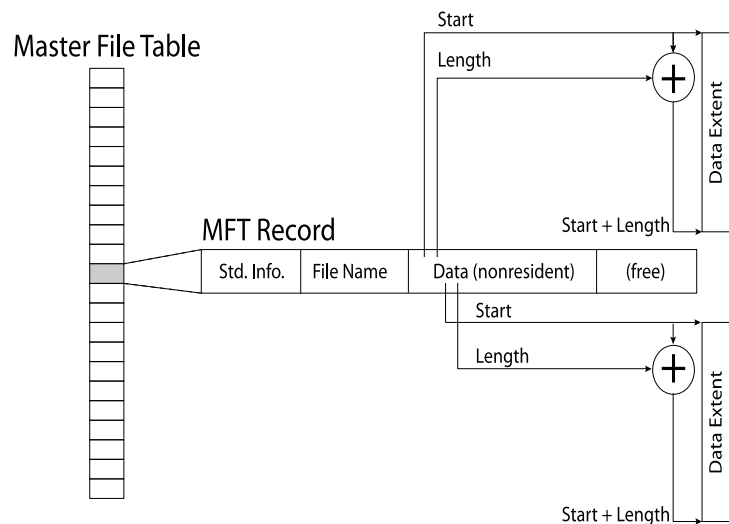 Start
Master File Table
Length
+
Data Extent
Start + Length
MFT Record
Std. Info.
File Name
Data (nonresident)
(free)
Start
Length
+
Data Extent
Start + Length